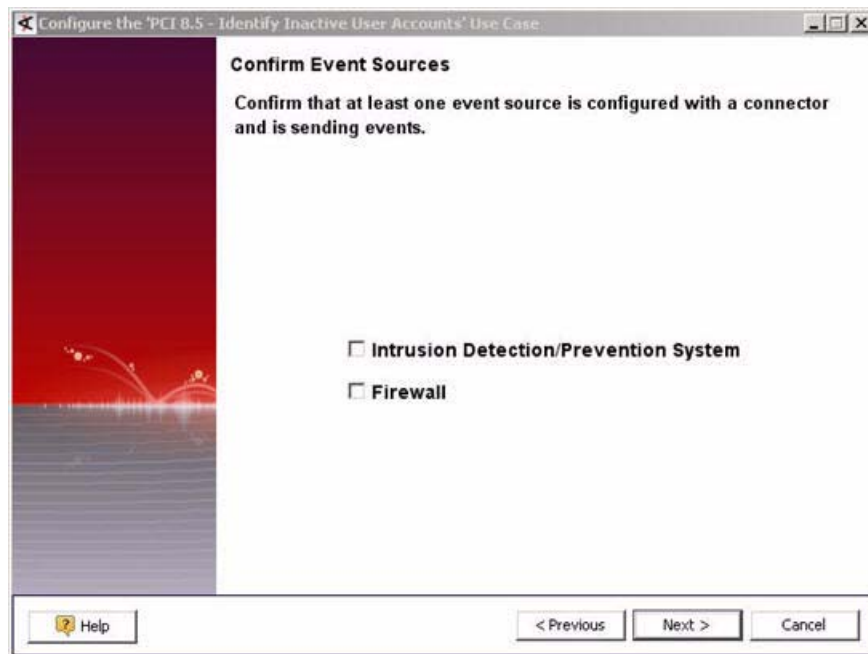 Configure the 'PCI 8.5 - Identify Inactive User Accounts' Use Case
Confirm Event Sources
Confirm that at least one event source is configured with a connector
and is sending events.
Intrusion Detection/Prevention System
Firewall
Help
< Previous
Next >
Cancel